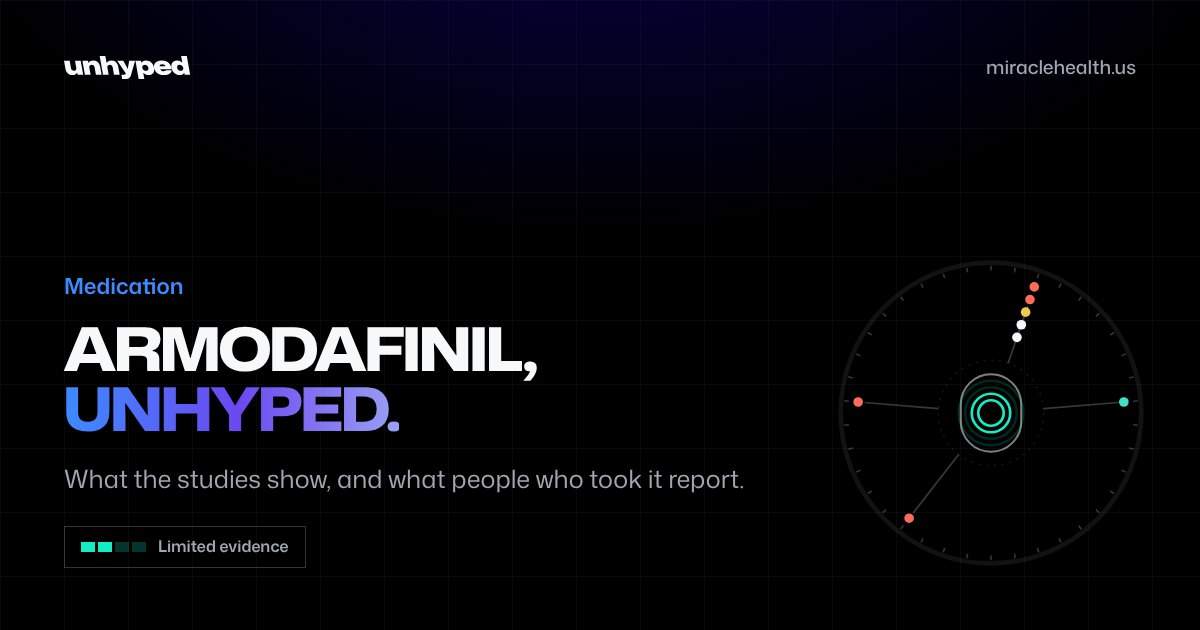 unhyped
miraclehealth.us
Medication
ARMODAFINIL,
UNHYPED.
What the studies show, and what people who took it report.
Limited evidence